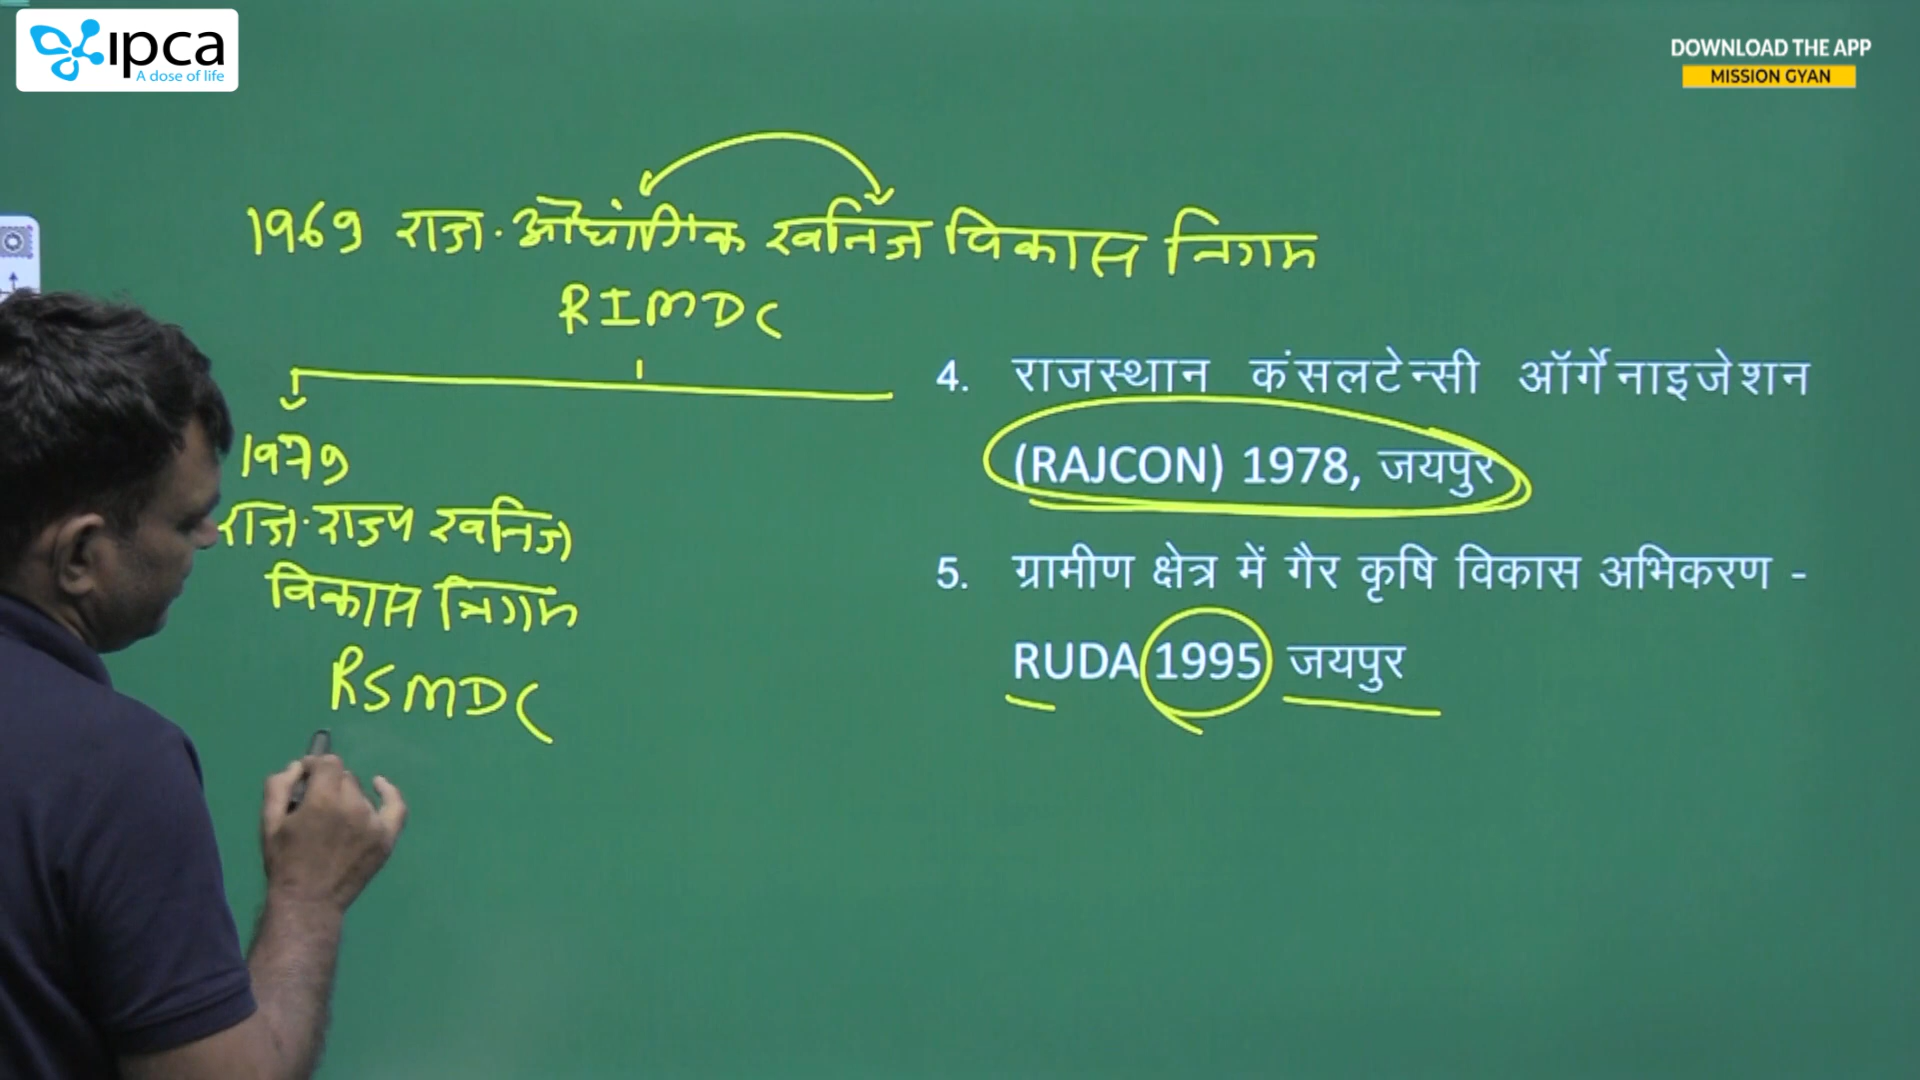 ipca
A dose of life
DOWNLOAD THE APP
MISSION GYAN
1969 राज. औद्योगिक खनिज विकास निगम
RIMDC
1979
राज. राज्य खनिज
विकास निगम
RSMDC
4. राजस्थान कंसलटेन्सी ऑर्गेनाइजेशन
(RAJCON) 1978, जयपुर
5. ग्रामीण क्षेत्र में गैर कृषि विकास अभिकरण -
RUDA 1995 जयपुर